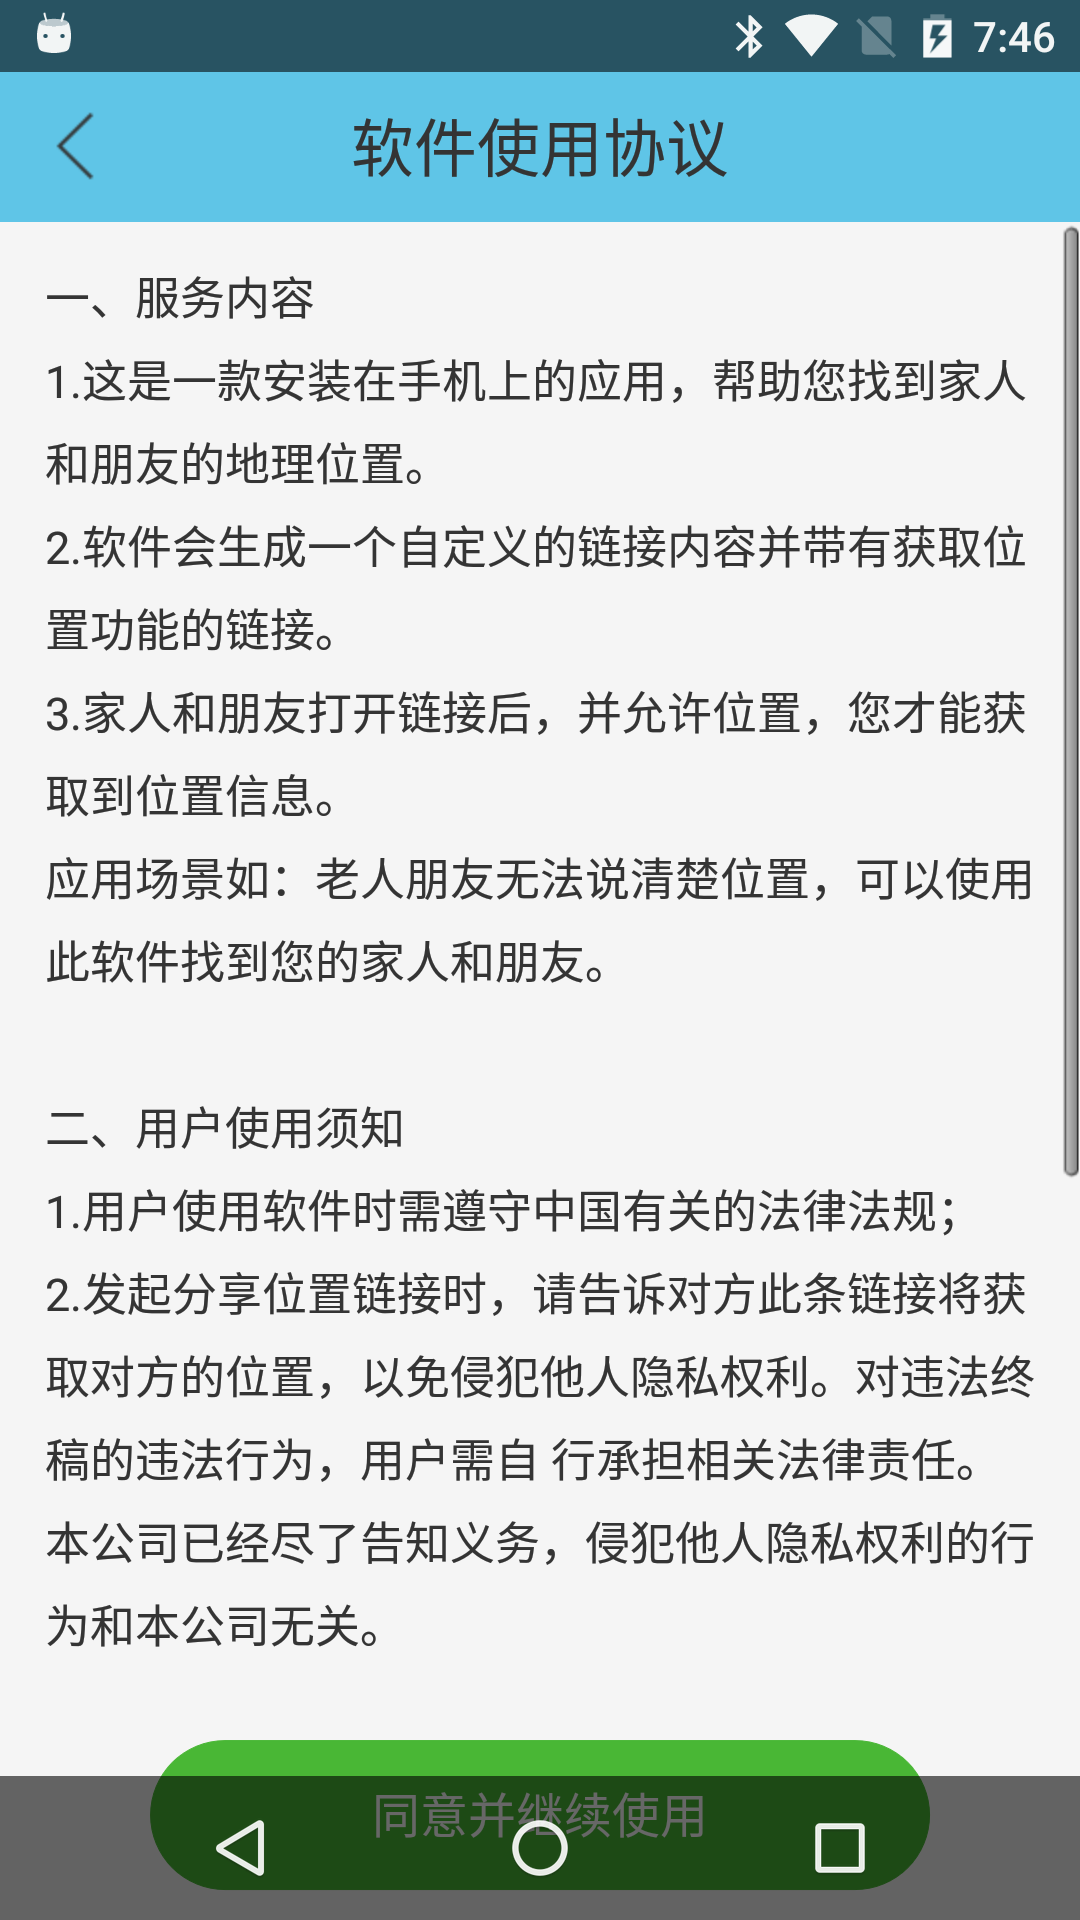 7:46
软件使用协议
一、服务内容
1.这是一款安装在手机上的应用，帮助您找到家人
和朋友的地理位置。
2.软件会生成一个自定义的链接内容并带有获取位
置功能的链接。
3.家人和朋友打开链接后，并允许位置，您才能获
取到位置信息。
应用场景如：老人朋友无法说清楚位置，可以使用
此软件找到您的家人和朋友。
二、用户使用须知
1.用户使用软件时需遵守中国有关的法律法规；
2.发起分享位置链接时，请告诉对方此条链接将获
取对方的位置，以免侵犯他人隐私权利。对违法终
稿的违法行为，用户需自 行承担相关法律责任。
本公司已经尽了告知义务，侵犯他人隐私权利的行
为和本公司无关。
同意并继续使用